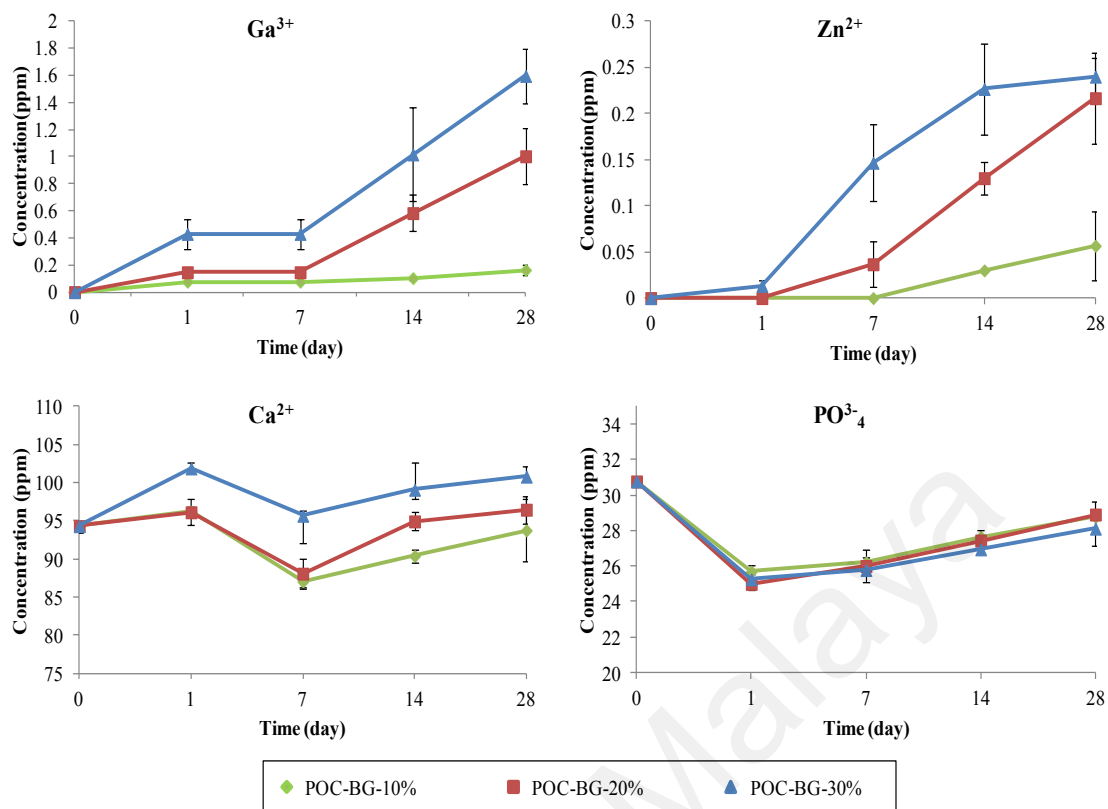 Ga³⁺
Concentration(ppm)
2
1.8
1.6
1.4
1.2
1
0.8
0.6
0.4
0.2
0
0 1 7 14 28
Time (day)
Zn²⁺
Concentration(ppm)
0.3
0.25
0.2
0.15
0.1
0.05
0
0 1 7 14 28
Time (day)
Ca²⁺
Concentration (ppm)
110
105
100
95
90
85
80
75
0 1 7 14 28
Time (day)
PO³⁻₄
Concentration (ppm)
34
32
30
28
26
24
22
20
0 1 7 14 28
Time (day)
POC-BG-10% POC-BG-20% POC-BG-30%
Malaya